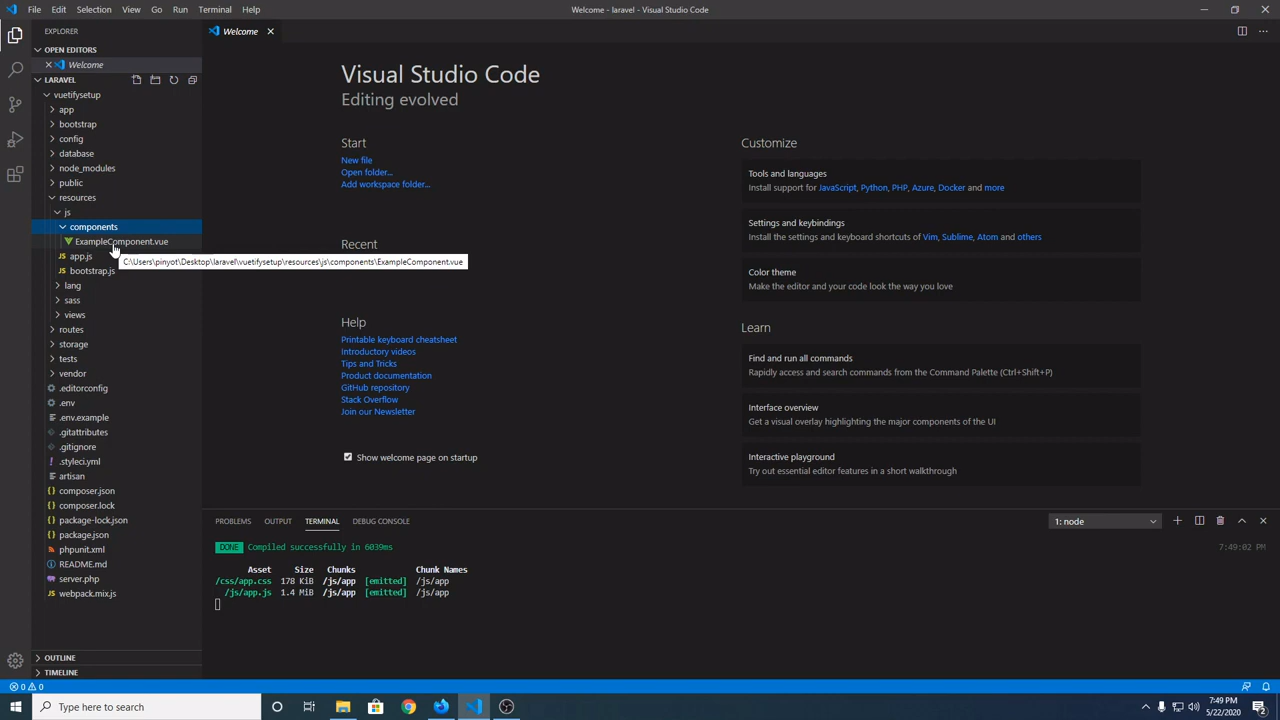 File Edit Selection View Go Run Terminal Help
Welcome - laravel - Visual Studio Code
EXPLORER
OPEN EDITORS
Welcome
LARAVEL
vuetifysetup
app
bootstrap
config
database
node_modules
public
resources
js
components
ExampleComponent.vue
app.js
bootstrap.js
C:\Users\pinyot\Desktop\laravel\vuetifysetup\resources\js\components\ExampleComponent.vue
lang
sass
views
routes
storage
tests
vendor
.editorconfig
.env
.env.example
.gitattributes
.gitignore
.styleci.yml
artisan
composer.json
composer.lock
package-lock.json
package.json
phpunit.xml
README.md
server.php
webpack.mix.js
OUTLINE
TIMELINE
Welcome
Visual Studio Code
Editing evolved
Start
New file
Open folder...
Add workspace folder...
Recent
Help
Printable keyboard cheatsheet
Introductory videos
Tips and Tricks
Product documentation
GitHub repository
Stack Overflow
Join our Newsletter
Show welcome page on startup
Customize
Tools and languages
Install support for JavaScript, Python, PHP, Azure, Docker and more
Settings and keybindings
Install the settings and keyboard shortcuts of Vim, Sublime, Atom and others
Color theme
Make the editor and your code look the way you love
Learn
Find and run all commands
Rapidly access and search commands from the Command Palette (Ctrl+Shift+P)
Interface overview
Get a visual overlay highlighting the major components of the UI
Interactive playground
Try out essential editor features in a short walkthrough
PROBLEMS OUTPUT TERMINAL DEBUG CONSOLE
1: node
DONE Compiled successfully in 6039ms
7:49:02 PM
Asset Size Chunks Chunk Names
/css/app.css 178 KiB /js/app [emitted] /js/app
/js/app.js 1.4 MiB /js/app [emitted] /js/app
0 0
Type here to search
7:49 PM
5/22/2020
2